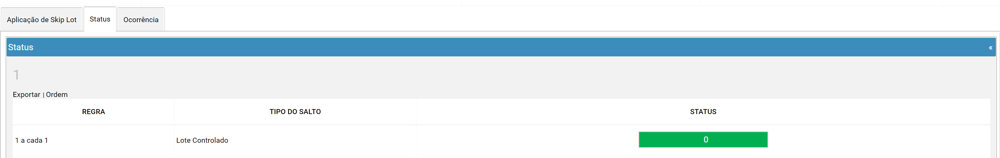 Aplicação de Skip Lot
Status
Ocorrência
Status «
1
Exportar | Ordem
REGRA TIPO DO SALTO STATUS
1 a cada 1 Lote Controlado 0